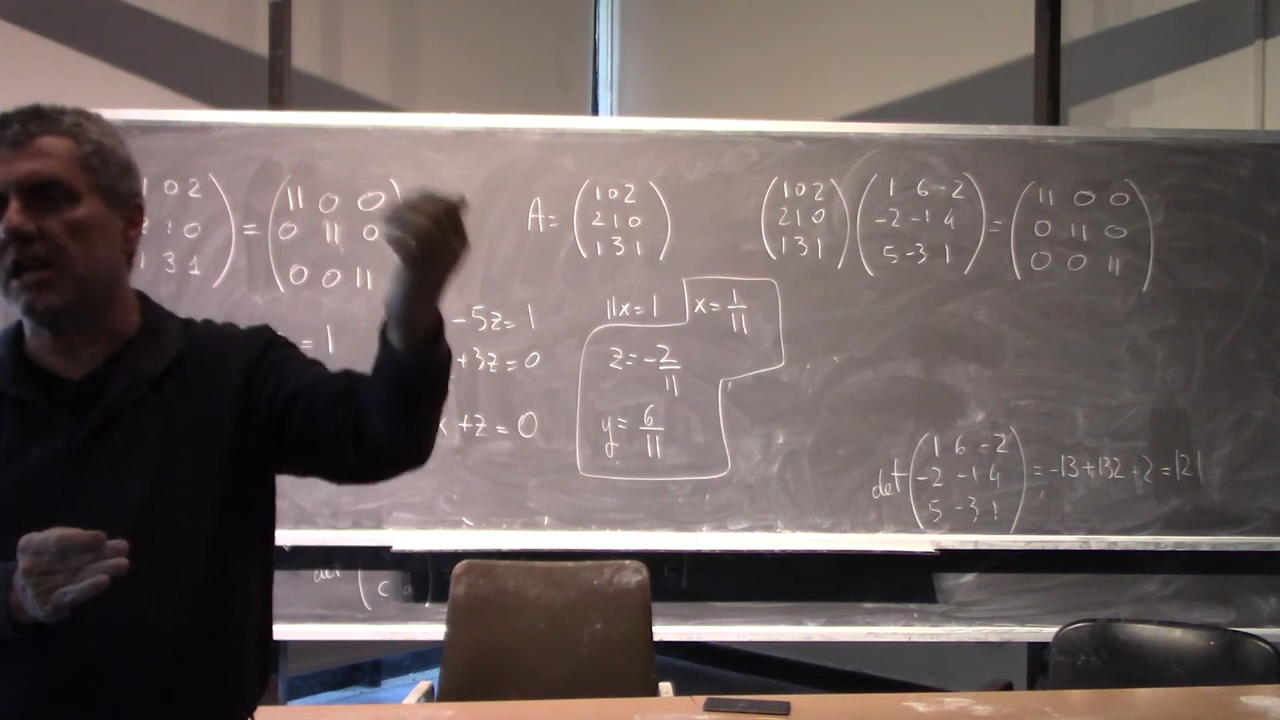 1 0 2 ) = ( 11 0 0 )
2 1 0 ) = ( 0 11 0
1 3 1 ) ( 0 0 11
A = ( 1 0 2 )
( 2 1 0 )
( 1 3 1 )
( 1 0 2 ) ( 1 6 -2 ) = ( 11 0 0 )
( 2 1 0 ) ( -2 -1 4 ) = ( 0 11 0 )
( 1 3 1 ) ( 5 -3 1 ) ( 0 0 11 )
= 1
-5z = 1
+3z = 0
x + z = 0
11x = 1
x = 1/11
z = -2/11
y = 6/11
det ( 1 6 -2 )
( -2 -1 4 ) = -13 + 132 + 2 = 121
( 5 -3 1 )
det ( c a )